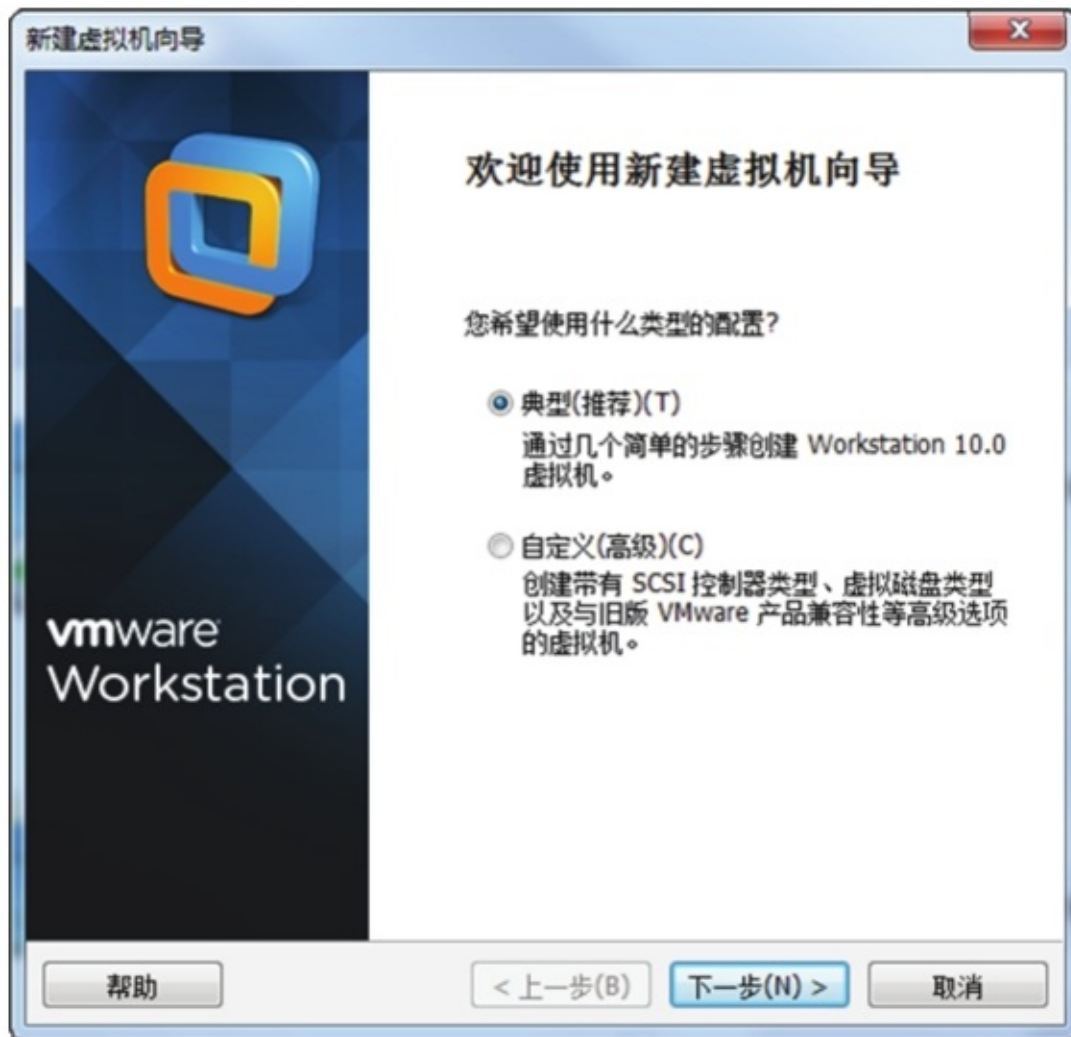 新建虚拟机向导
欢迎使用新建虚拟机向导
您希望使用什么类型的配置?
典型(推荐)(T)
通过几个简单的步骤创建 Workstation 10.0
虚拟机。
自定义(高级)(C)
创建带有 SCSI 控制器类型、虚拟磁盘类型
以及与旧版 VMware 产品兼容性等高级选项
的虚拟机。
vmware
Workstation
帮助
< 上一步(B)
下一步(N) >
取消